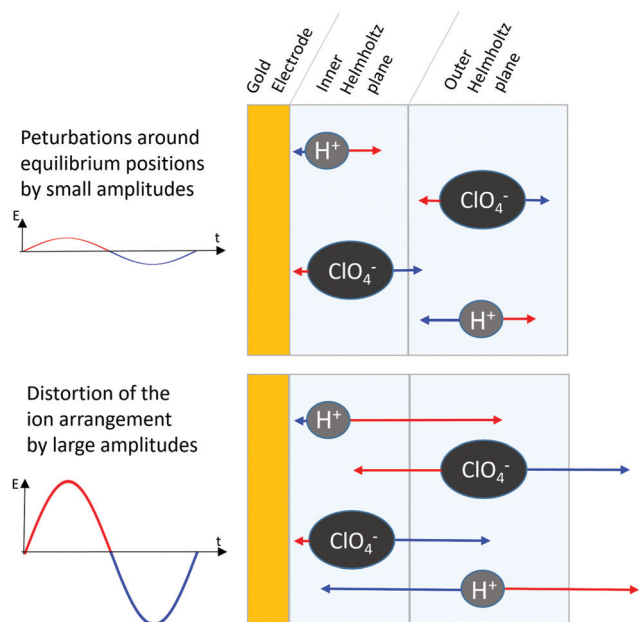 Gold
Electrode
Inner
Helmholtz
plane
Outer
Helmholtz
plane
Peturbations around
equilibrium positions
by small amplitudes
E
t
H⁺
ClO₄⁻
ClO₄⁻
H⁺
Distortion of the
ion arrangement
by large amplitudes
E
t
H⁺
ClO₄⁻
ClO₄⁻
H⁺